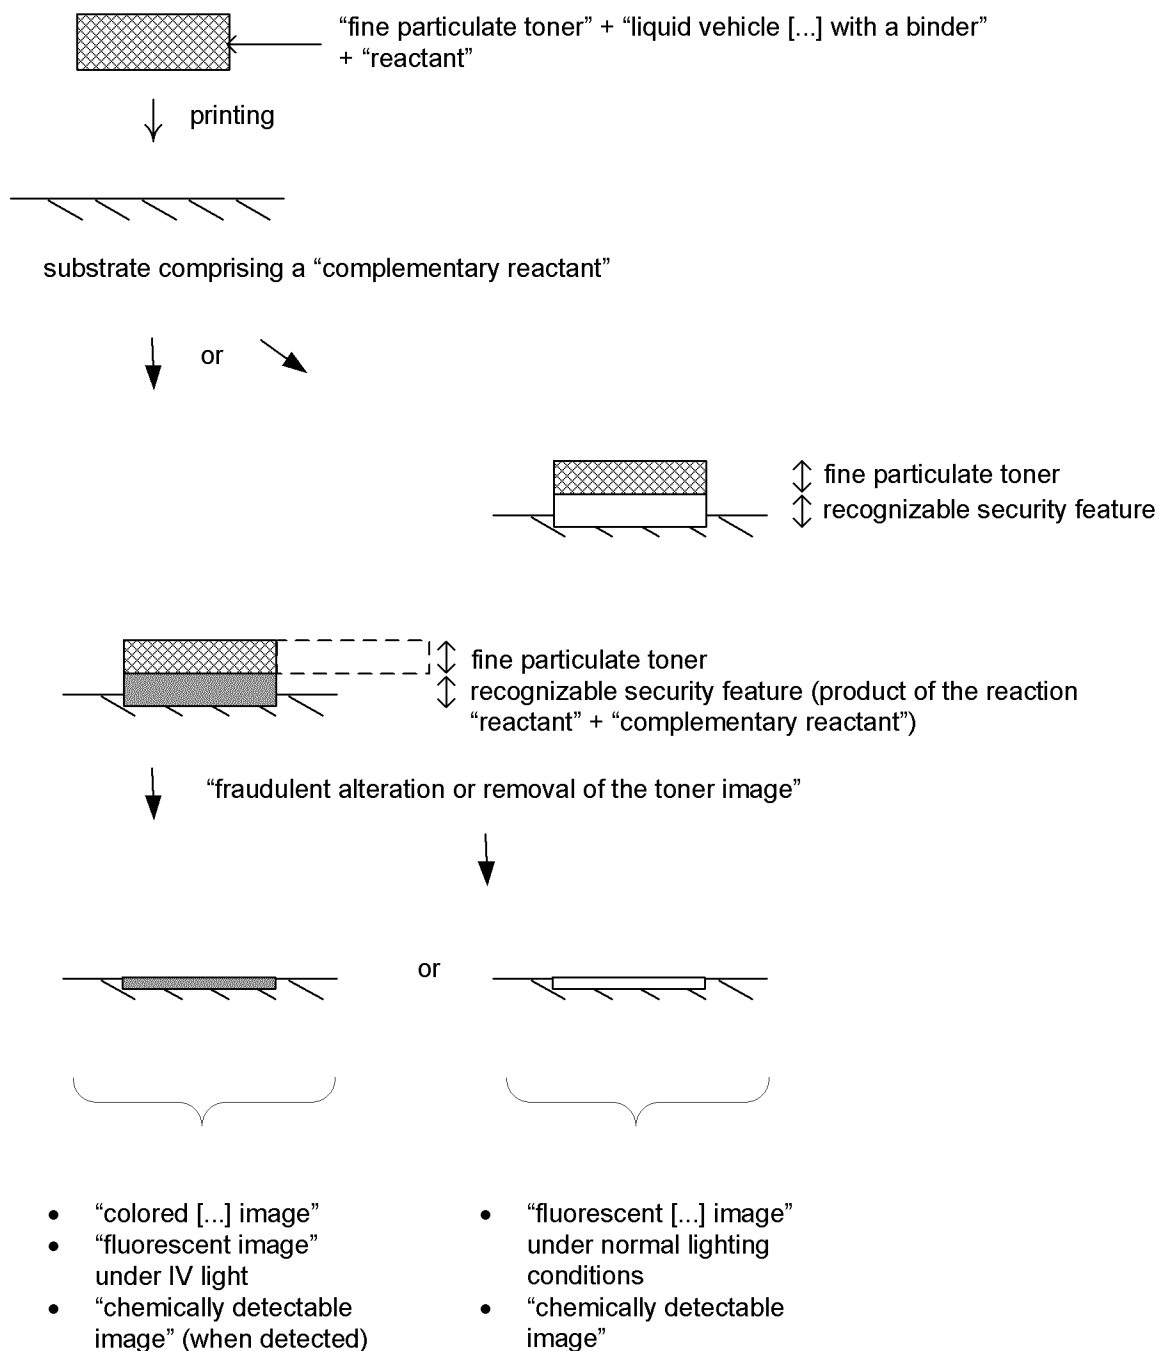 “fine particulate toner” + “liquid vehicle [...] with a binder”
+ “reactant”
printing
substrate comprising a “complementary reactant”
or
fine particulate toner
recognizable security feature
fine particulate toner
recognizable security feature (product of the reaction
“reactant” + “complementary reactant”)
“fraudulent alteration or removal of the toner image”
or
• “colored [...] image”
• “fluorescent image”
under IV light
• “chemically detectable
image” (when detected)
• “fluorescent [...] image”
under normal lighting
conditions
• “chemically detectable
image”